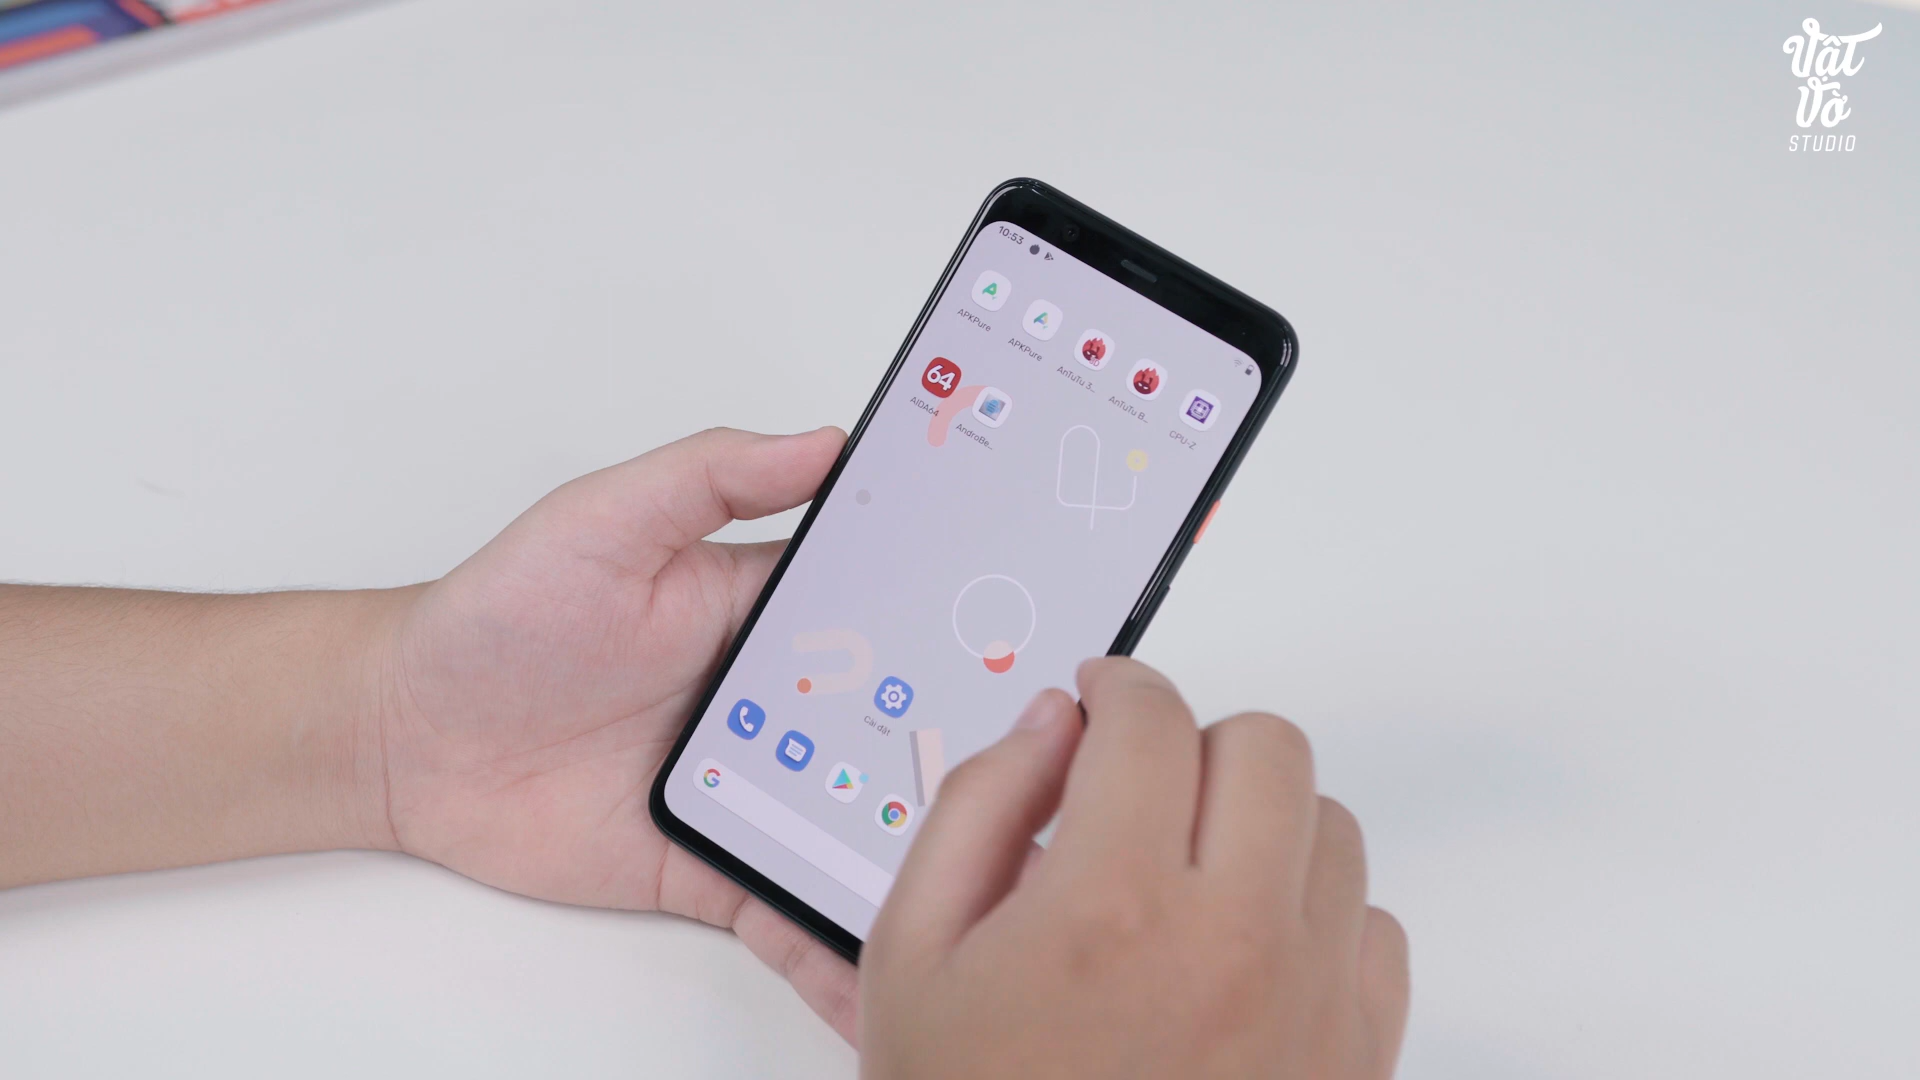 Vật
Vờ
STUDIO
10:53
APKPure
APKPure
AnTuTu 3...
AnTuTu B...
CPU-Z
64
AIDA64
AndroBe...
Cài đặt
G